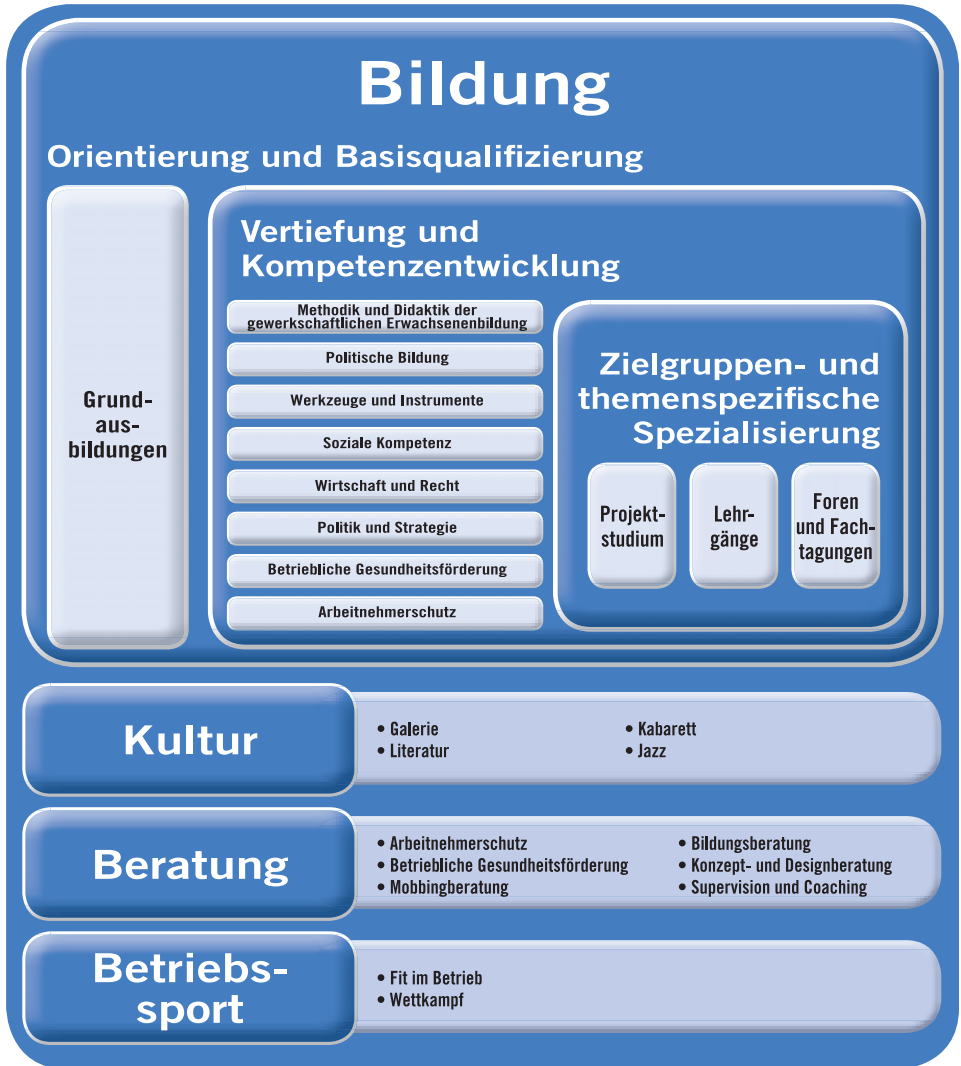 Bildung
Orientierung und Basisqualifizierung
Grund-
aus-
bildungen
Vertiefung und
Kompetenzentwicklung
Methodik und Didaktik der
gewerkschaftlichen Erwachsenenbildung
Politische Bildung
Werkzeuge und Instrumente
Soziale Kompetenz
Wirtschaft und Recht
Politik und Strategie
Betriebliche Gesundheitsförderung
Arbeitnehmerschutz
Zielgruppen- und
themenspezifische
Spezialisierung
Projekt-
studium
Lehr-
gänge
Foren
und Fach-
tagungen
Kultur
• Galerie
• Literatur
• Kabarett
• Jazz
Beratung
• Arbeitnehmerschutz
• Betriebliche Gesundheitsförderung
• Mobbingberatung
• Bildungsberatung
• Konzept- und Designberatung
• Supervision und Coaching
Betriebs-
sport
• Fit im Betrieb
• Wettkampf